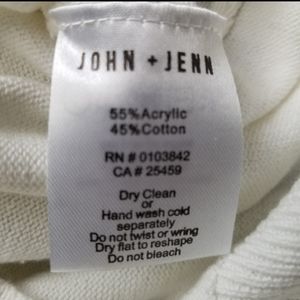 JOHN + JENN
55%Acrylic
45%Cotton
RN # 0103842
CA # 25459
Dry Clean
or
Hand wash cold
separately
Do not twist or wring
Dry flat to reshape
Do not bleach